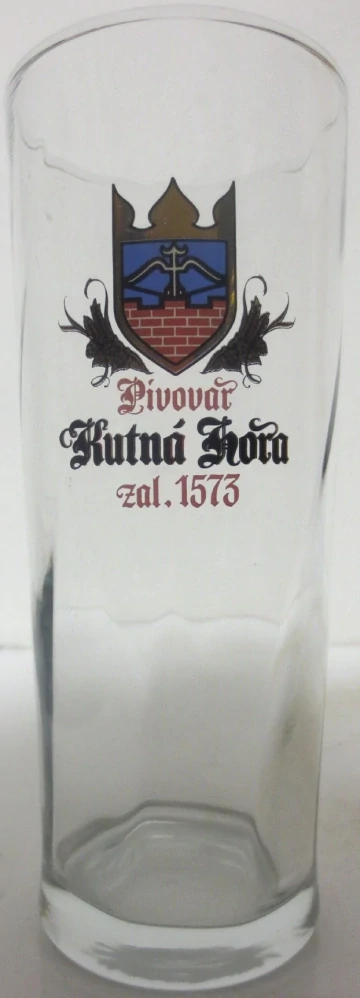 Pivovar
Kutná Hora
zal. 1573